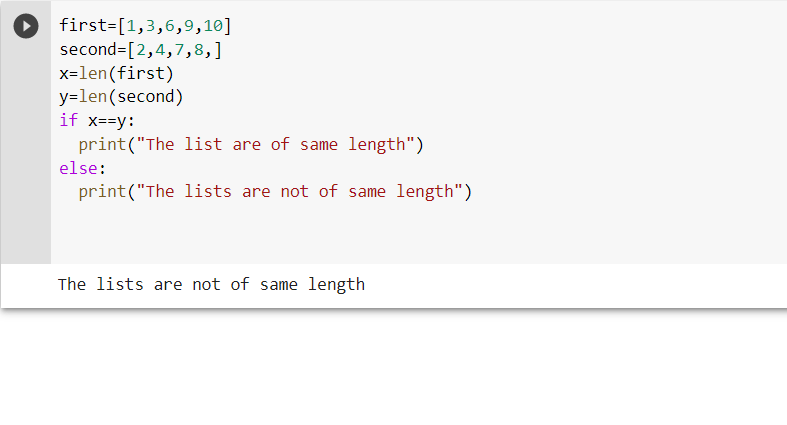 first=[1,3,6,9,10]
second=[2,4,7,8,]
x=len(first)
y=len(second)
if x==y:
  print("The list are of same length")
else:
  print("The lists are not of same length")
The lists are not of same length